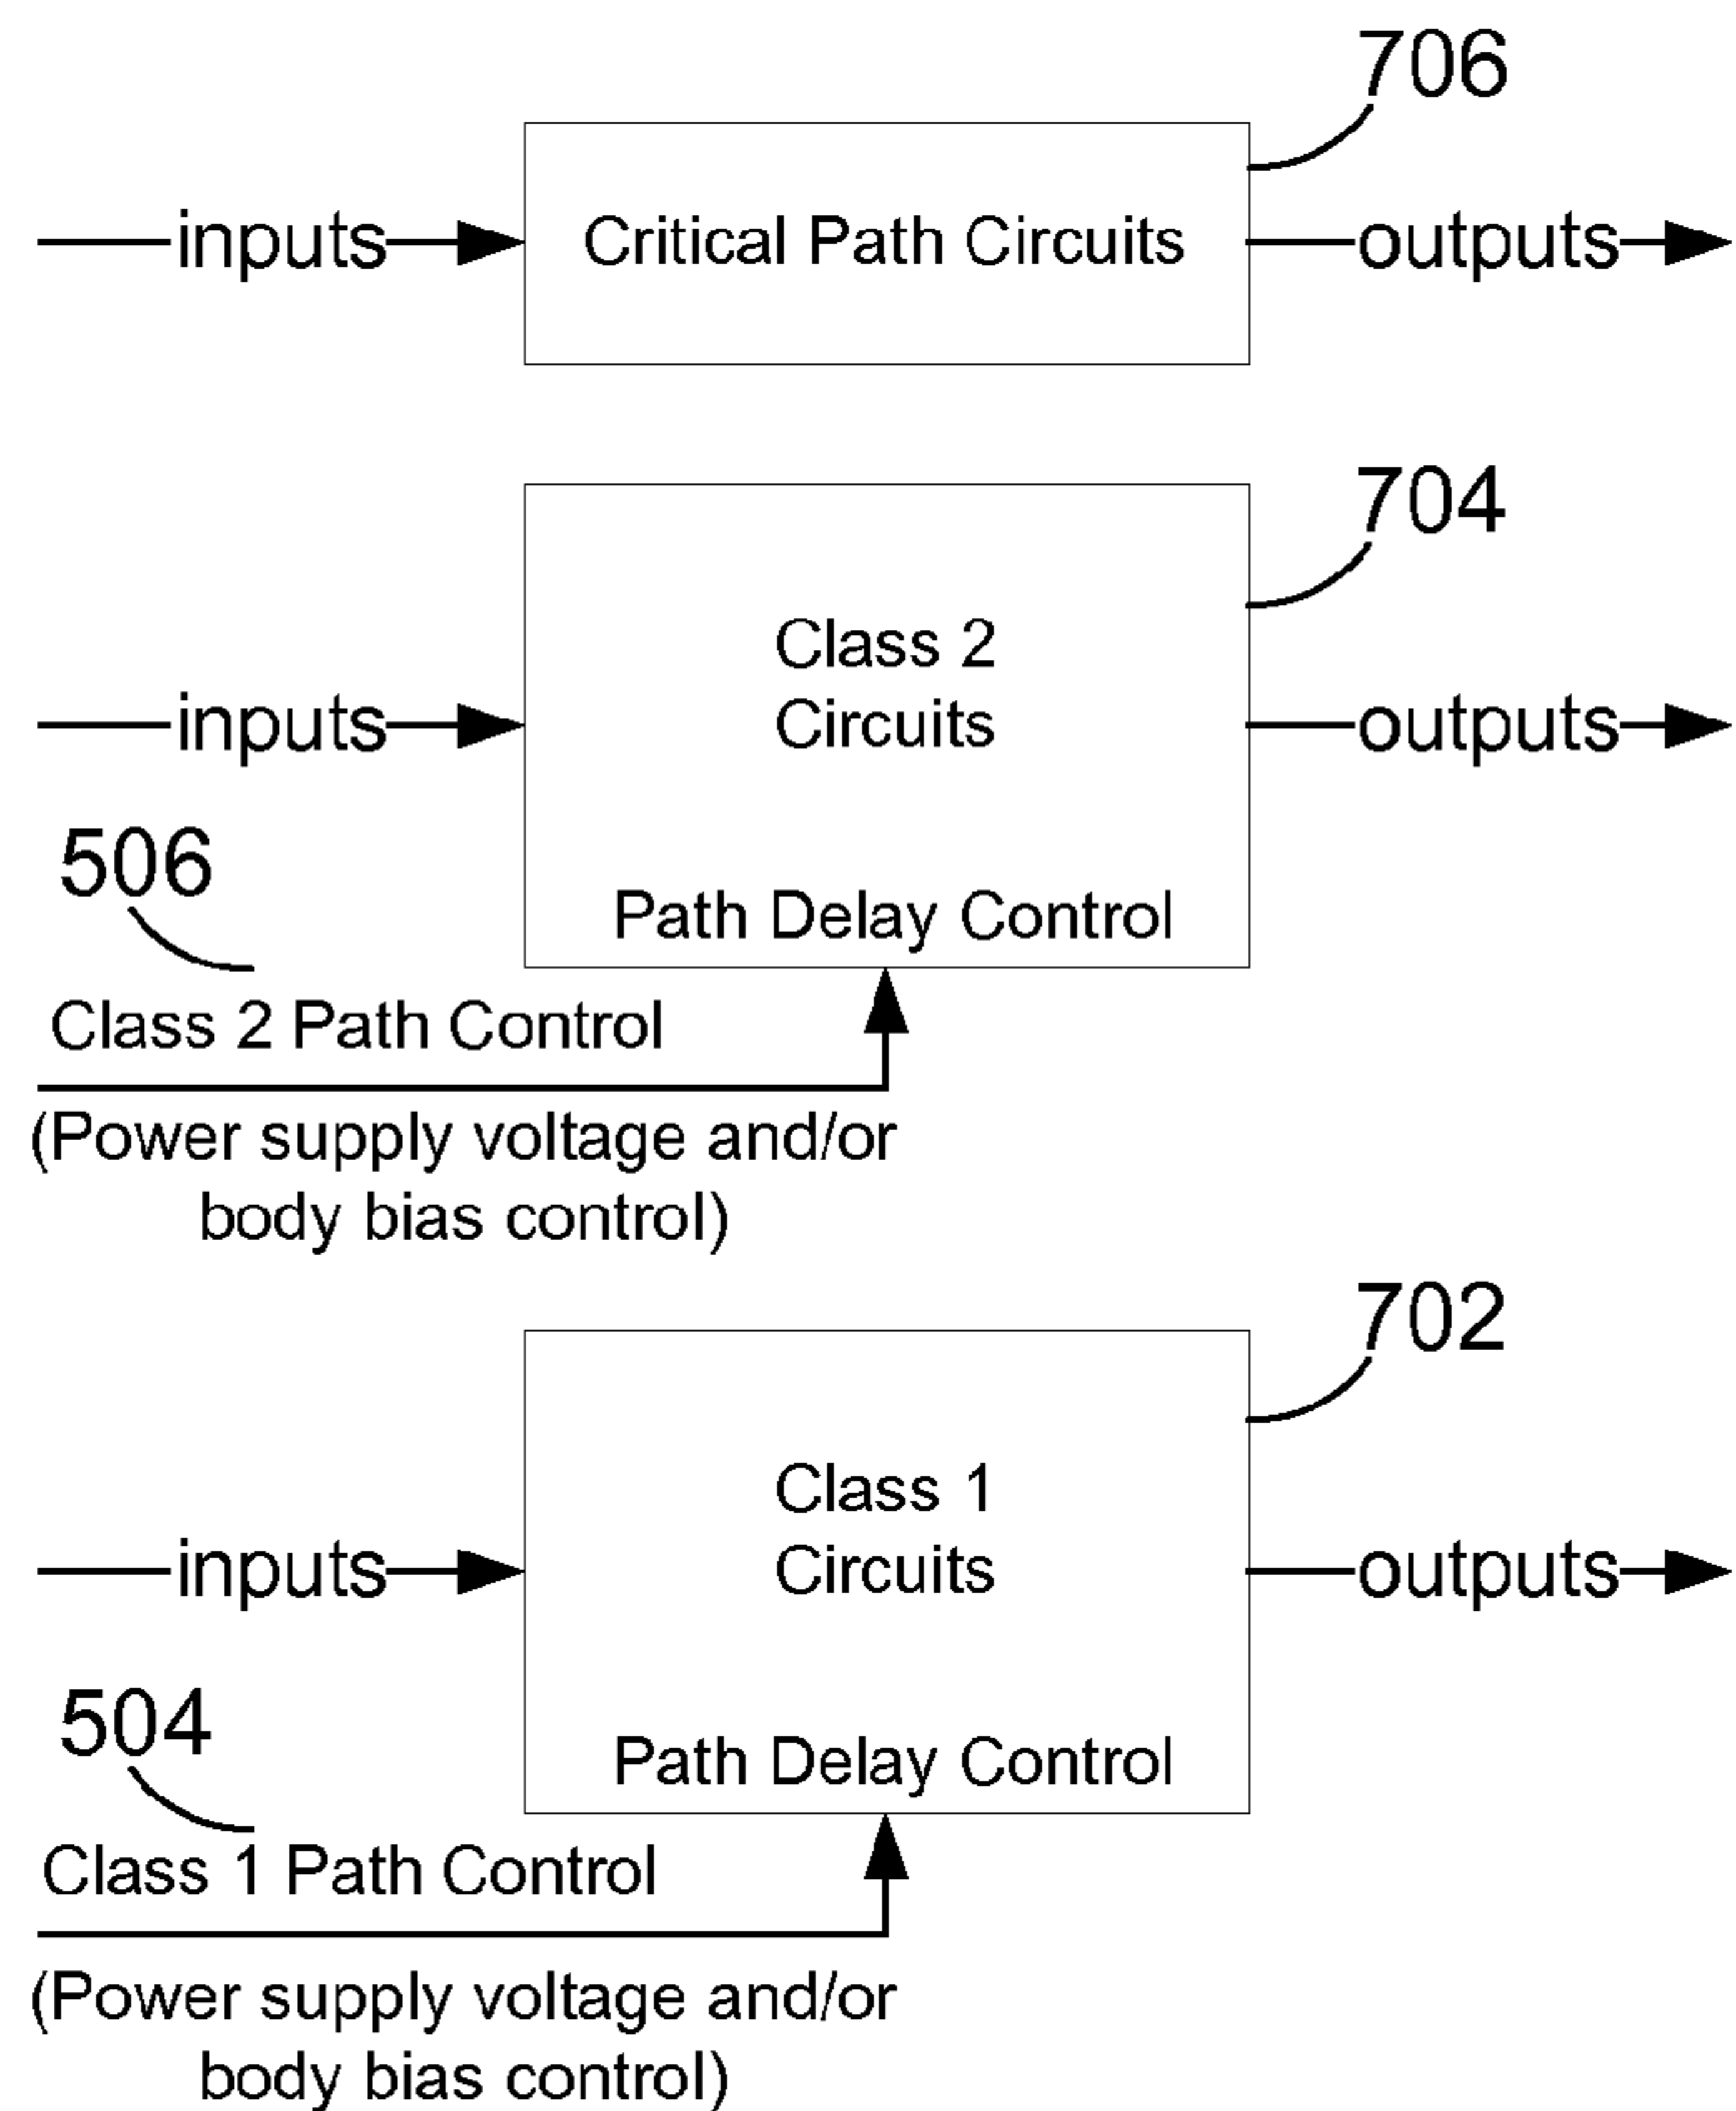 706
inputs
Critical Path Circuits
outputs
704
Class 2
Circuits
inputs
outputs
506
Path Delay Control
Class 2 Path Control
(Power supply voltage and/or
body bias control)
702
Class 1
Circuits
inputs
outputs
504
Path Delay Control
Class 1 Path Control
(Power supply voltage and/or
body bias control)